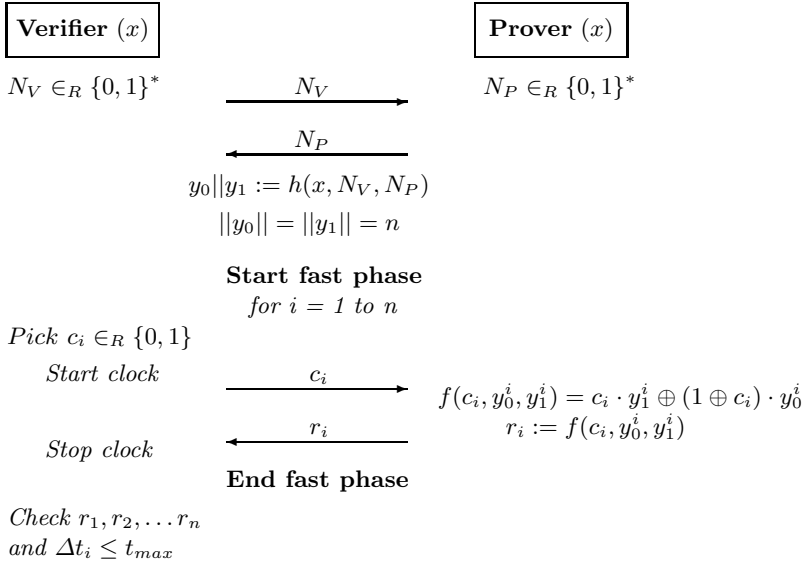 Verifier (x)
Prover (x)
N_V ∈_R {0, 1}*
N_V
N_P ∈_R {0, 1}*
N_P
y_0||y_1 := h(x, N_V, N_P)
||y_0|| = ||y_1|| = n
Start fast phase
for i = 1 to n
Pick c_i ∈_R {0, 1}
Start clock
c_i
f(c_i, y_0^i, y_1^i) = c_i · y_1^i ⊕ (1 ⊕ c_i) · y_0^i
r_i
r_i := f(c_i, y_0^i, y_1^i)
Stop clock
End fast phase
Check r_1, r_2, … r_n
and Δt_i ≤ t_max